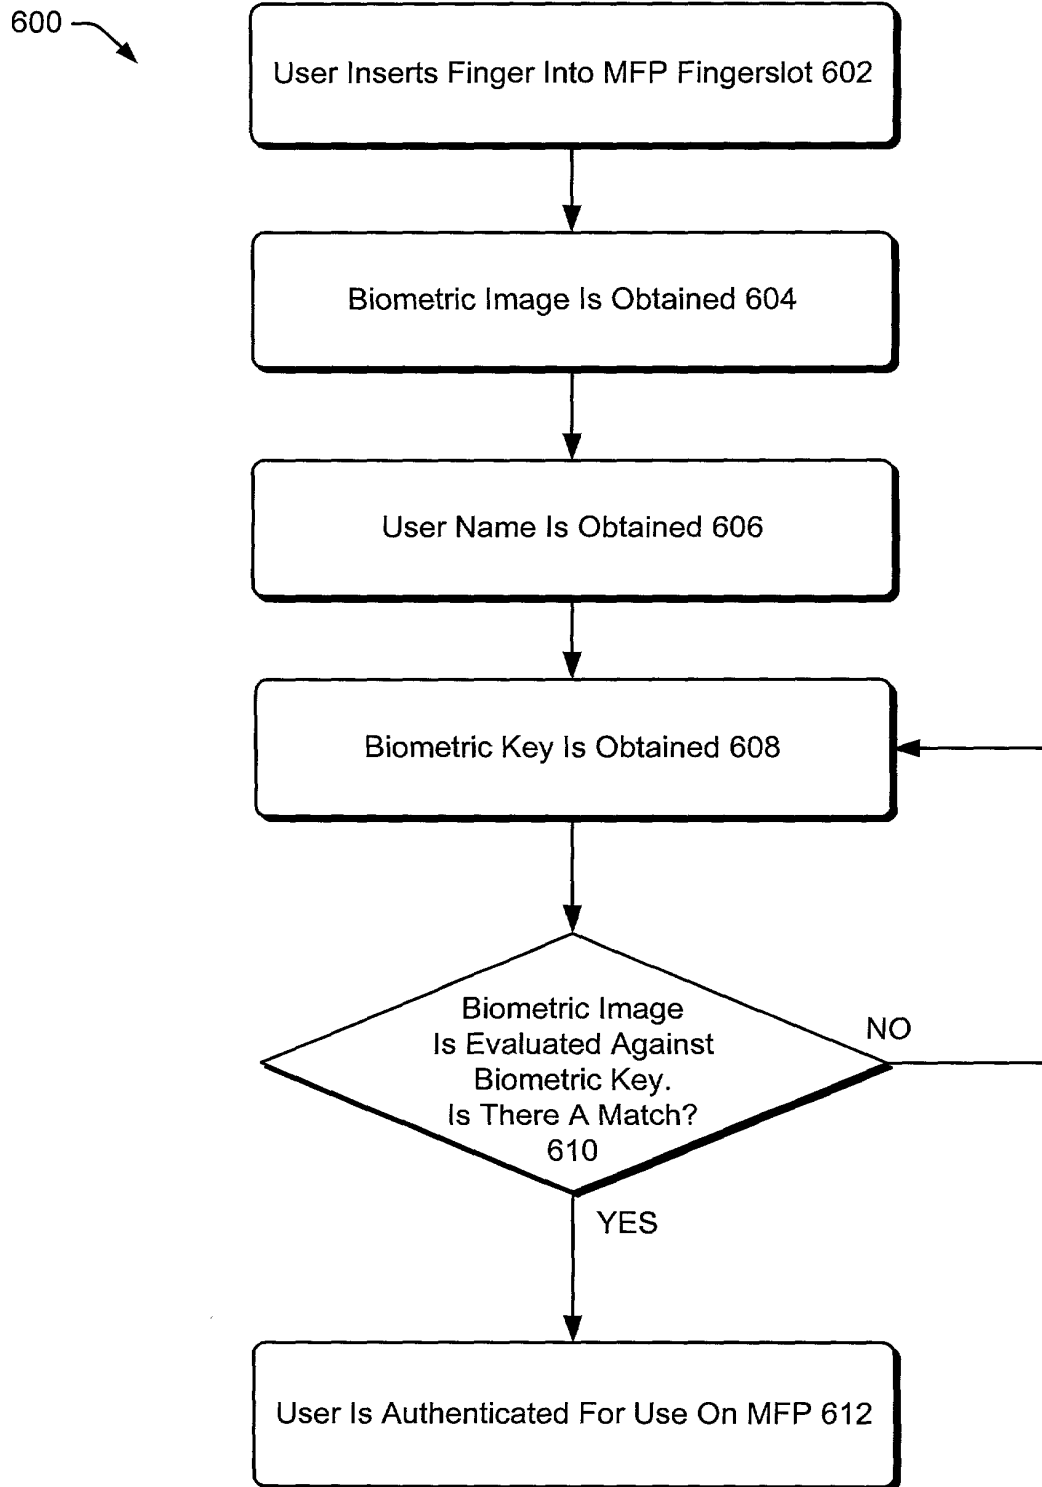 600
User Inserts Finger Into MFP Fingerslot 602
Biometric Image Is Obtained 604
User Name Is Obtained 606
Biometric Key Is Obtained 608
Biometric Image
Is Evaluated Against
Biometric Key.
Is There A Match?
610
NO
YES
User Is Authenticated For Use On MFP 612